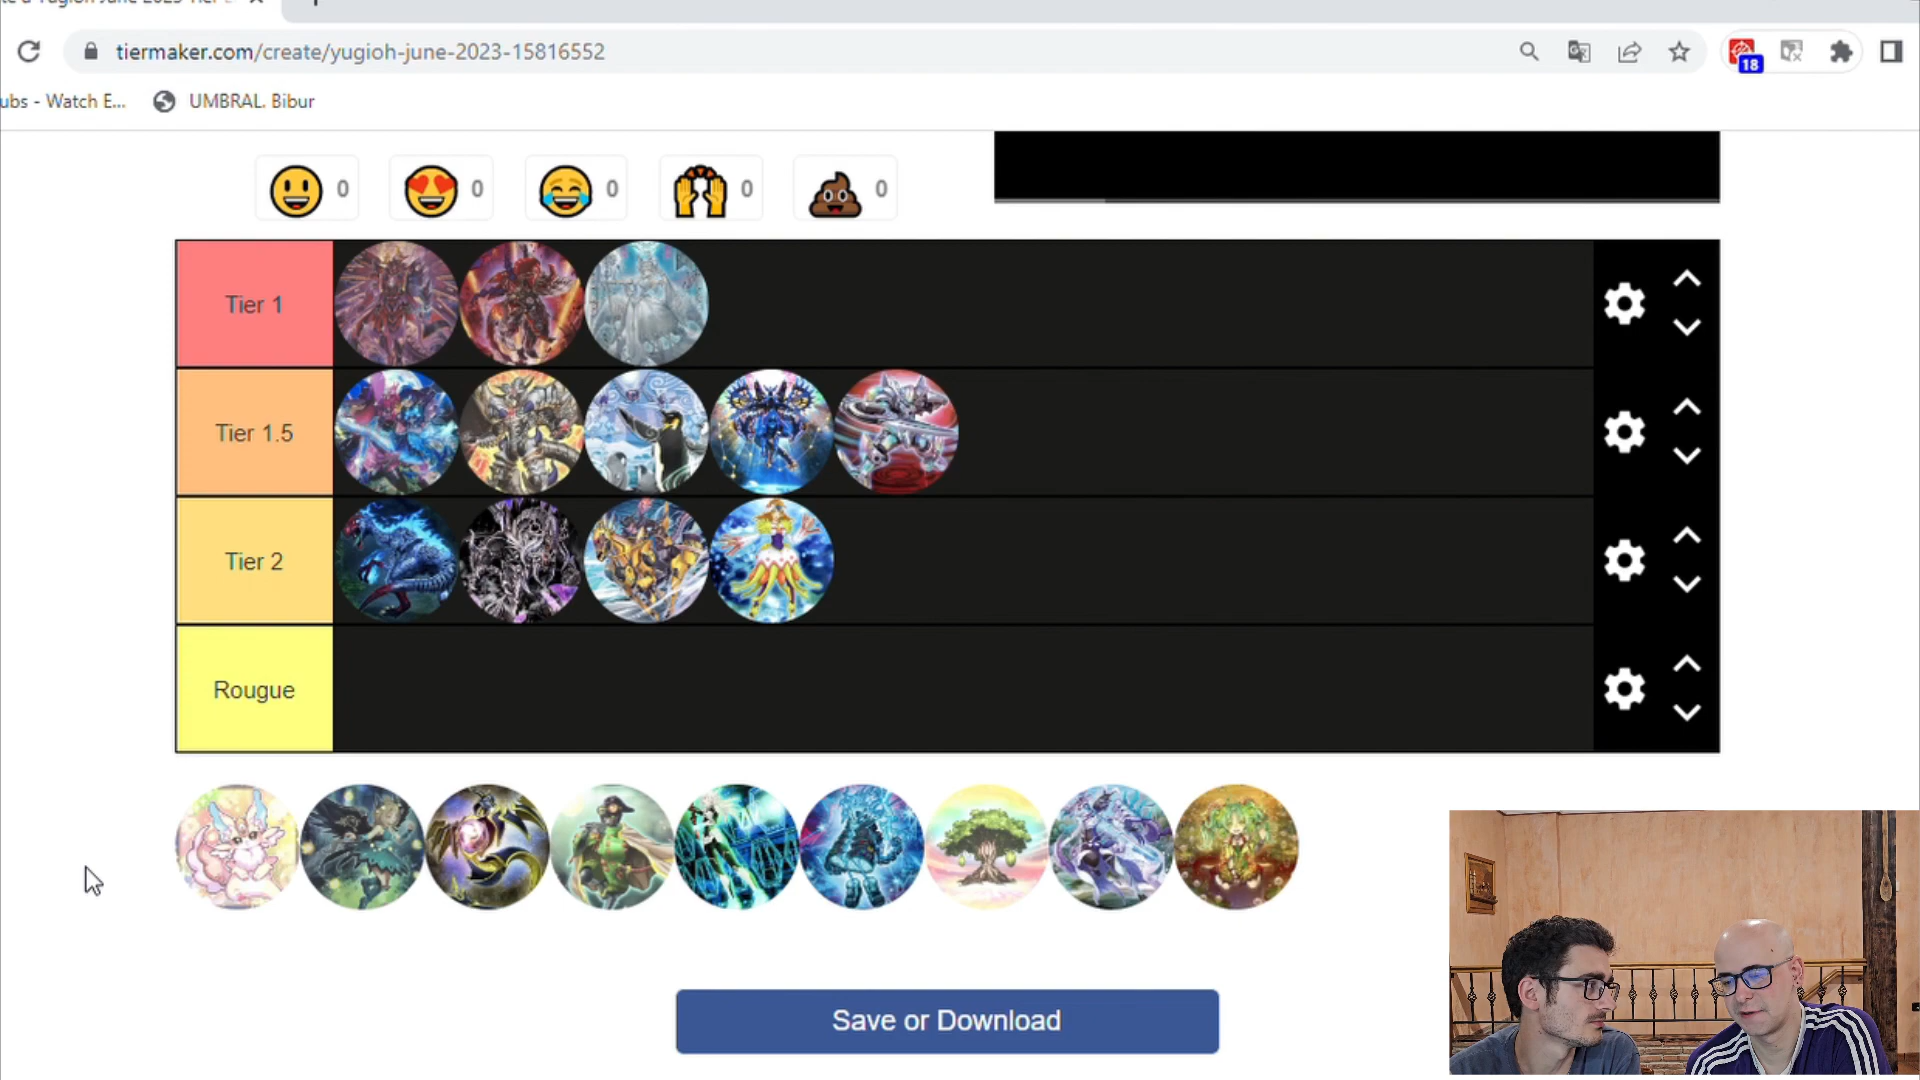 tiermaker.com/create/yugioh-june-2023-15816552
18
ubs - Watch E...
UMBRAL. Bibur
0
0
0
0
0
Tier 1
Tier 1.5
Tier 2
Rougue
Save or Download